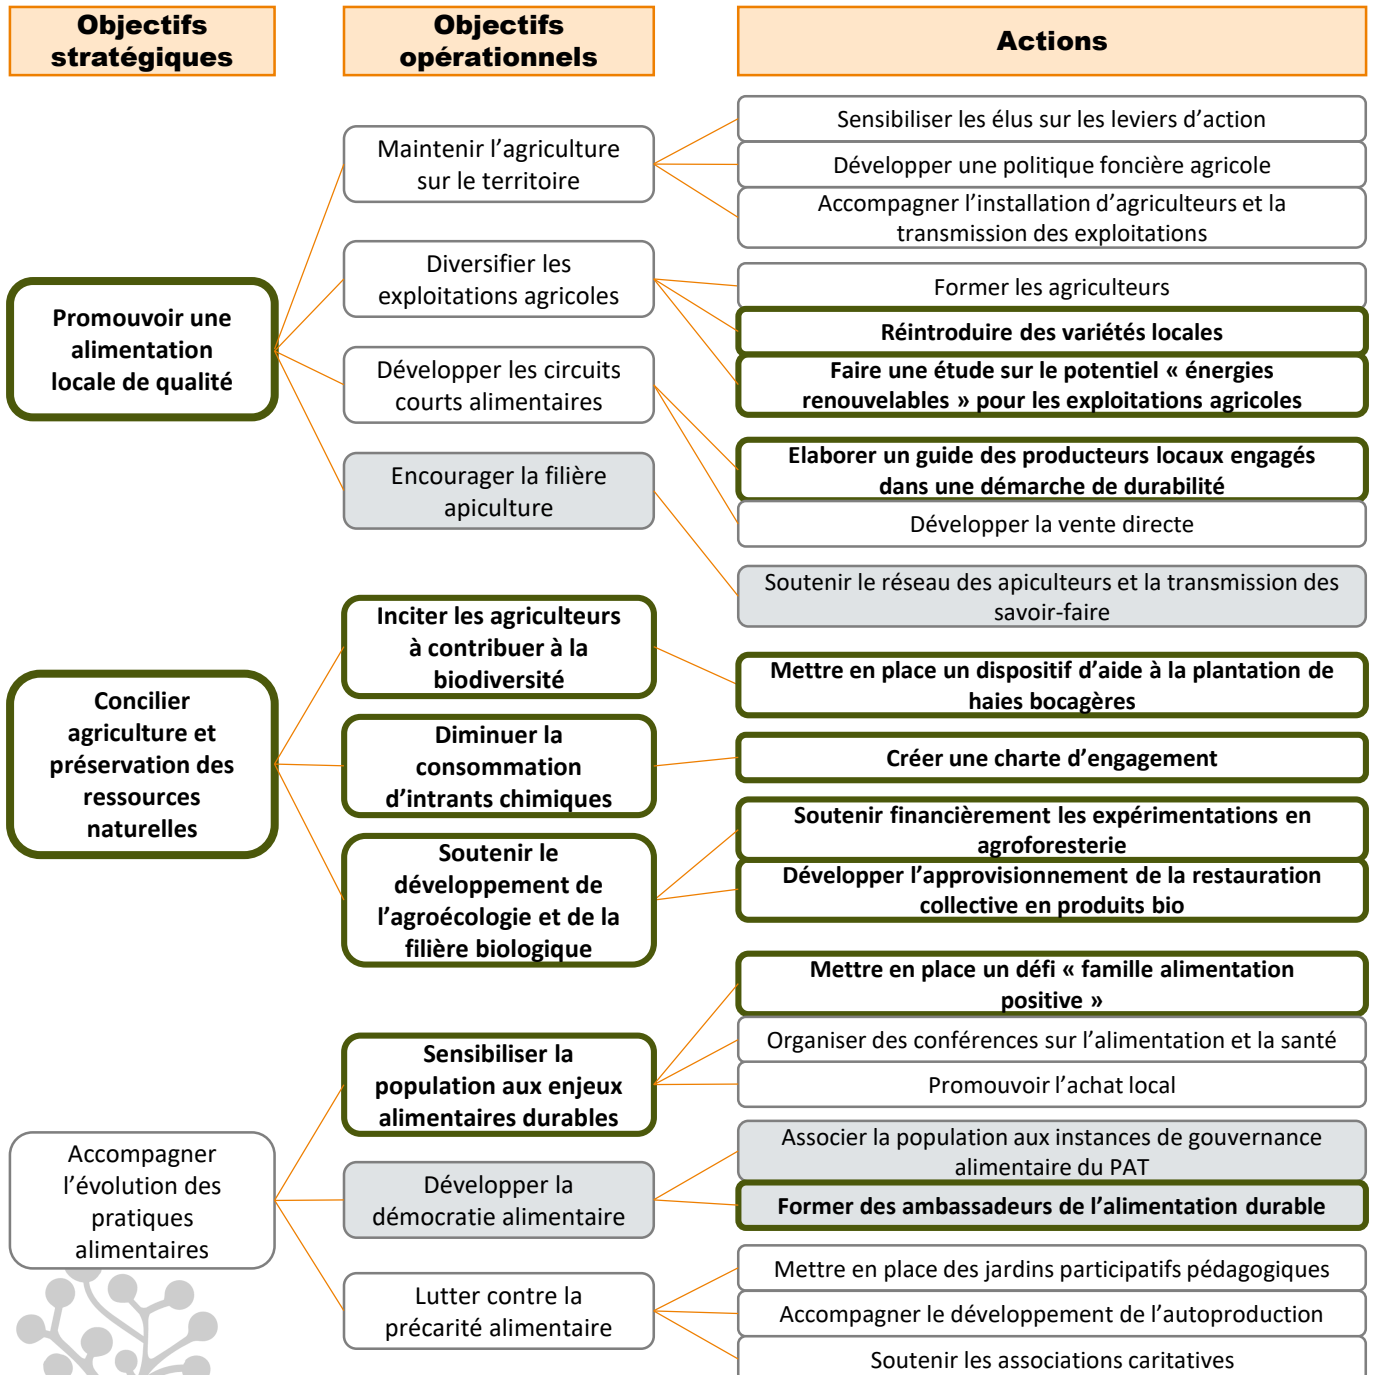 Objectifs
stratégiques
Objectifs
opérationnels
Actions
Promouvoir une
alimentation
locale de qualité
Maintenir l’agriculture
sur le territoire
Sensibiliser les élus sur les leviers d’action
Développer une politique foncière agricole
Accompagner l’installation d’agriculteurs et la
transmission des exploitations
Diversifier les
exploitations agricoles
Former les agriculteurs
Réintroduire des variétés locales
Faire une étude sur le potentiel « énergies
renouvelables » pour les exploitations agricoles
Développer les circuits
courts alimentaires
Elaborer un guide des producteurs locaux engagés
dans une démarche de durabilité
Développer la vente directe
Encourager la filière
apiculture
Soutenir le réseau des apiculteurs et la transmission des
savoir-faire
Concilier
agriculture et
préservation des
ressources
naturelles
Inciter les agriculteurs
à contribuer à la
biodiversité
Mettre en place un dispositif d’aide à la plantation de
haies bocagères
Diminuer la
consommation
d’intrants chimiques
Créer une charte d’engagement
Soutenir le
développement de
l’agroécologie et de la
filière biologique
Soutenir financièrement les expérimentations en
agroforesterie
Développer l’approvisionnement de la restauration
collective en produits bio
Accompagner
l’évolution des
pratiques
alimentaires
Sensibiliser la
population aux enjeux
alimentaires durables
Mettre en place un défi « famille alimentation
positive »
Organiser des conférences sur l’alimentation et la santé
Promouvoir l’achat local
Développer la
démocratie alimentaire
Associer la population aux instances de gouvernance
alimentaire du PAT
Former des ambassadeurs de l’alimentation durable
Lutter contre la
précarité alimentaire
Mettre en place des jardins participatifs pédagogiques
Accompagner le développement de l’autoproduction
Soutenir les associations caritatives